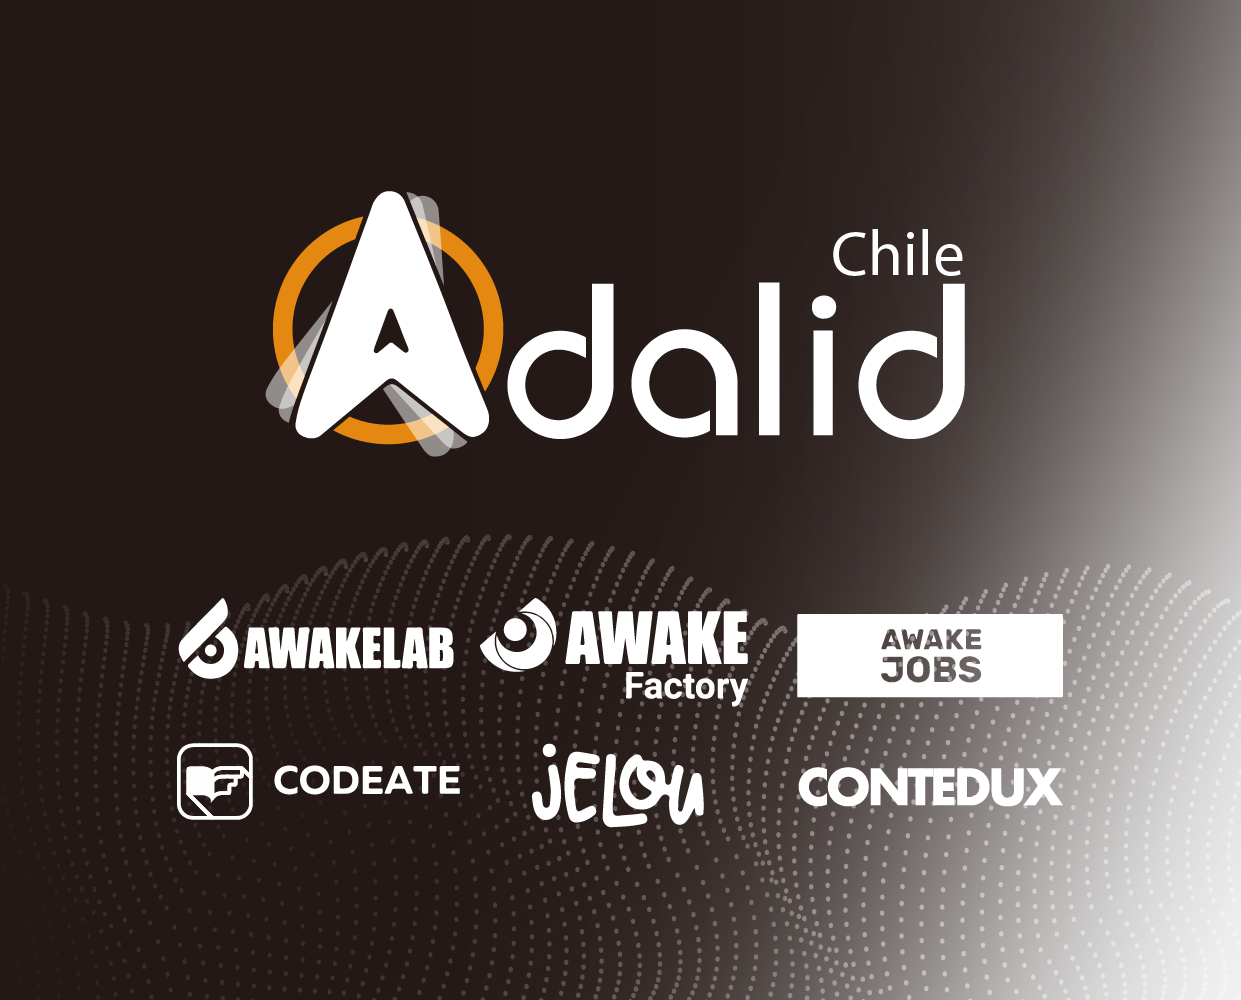 Chile
Adalid
AWAKELAB
AWAKE
Factory
AWAKE
JOBS
CODEATE
jELOU
CONTEDUX